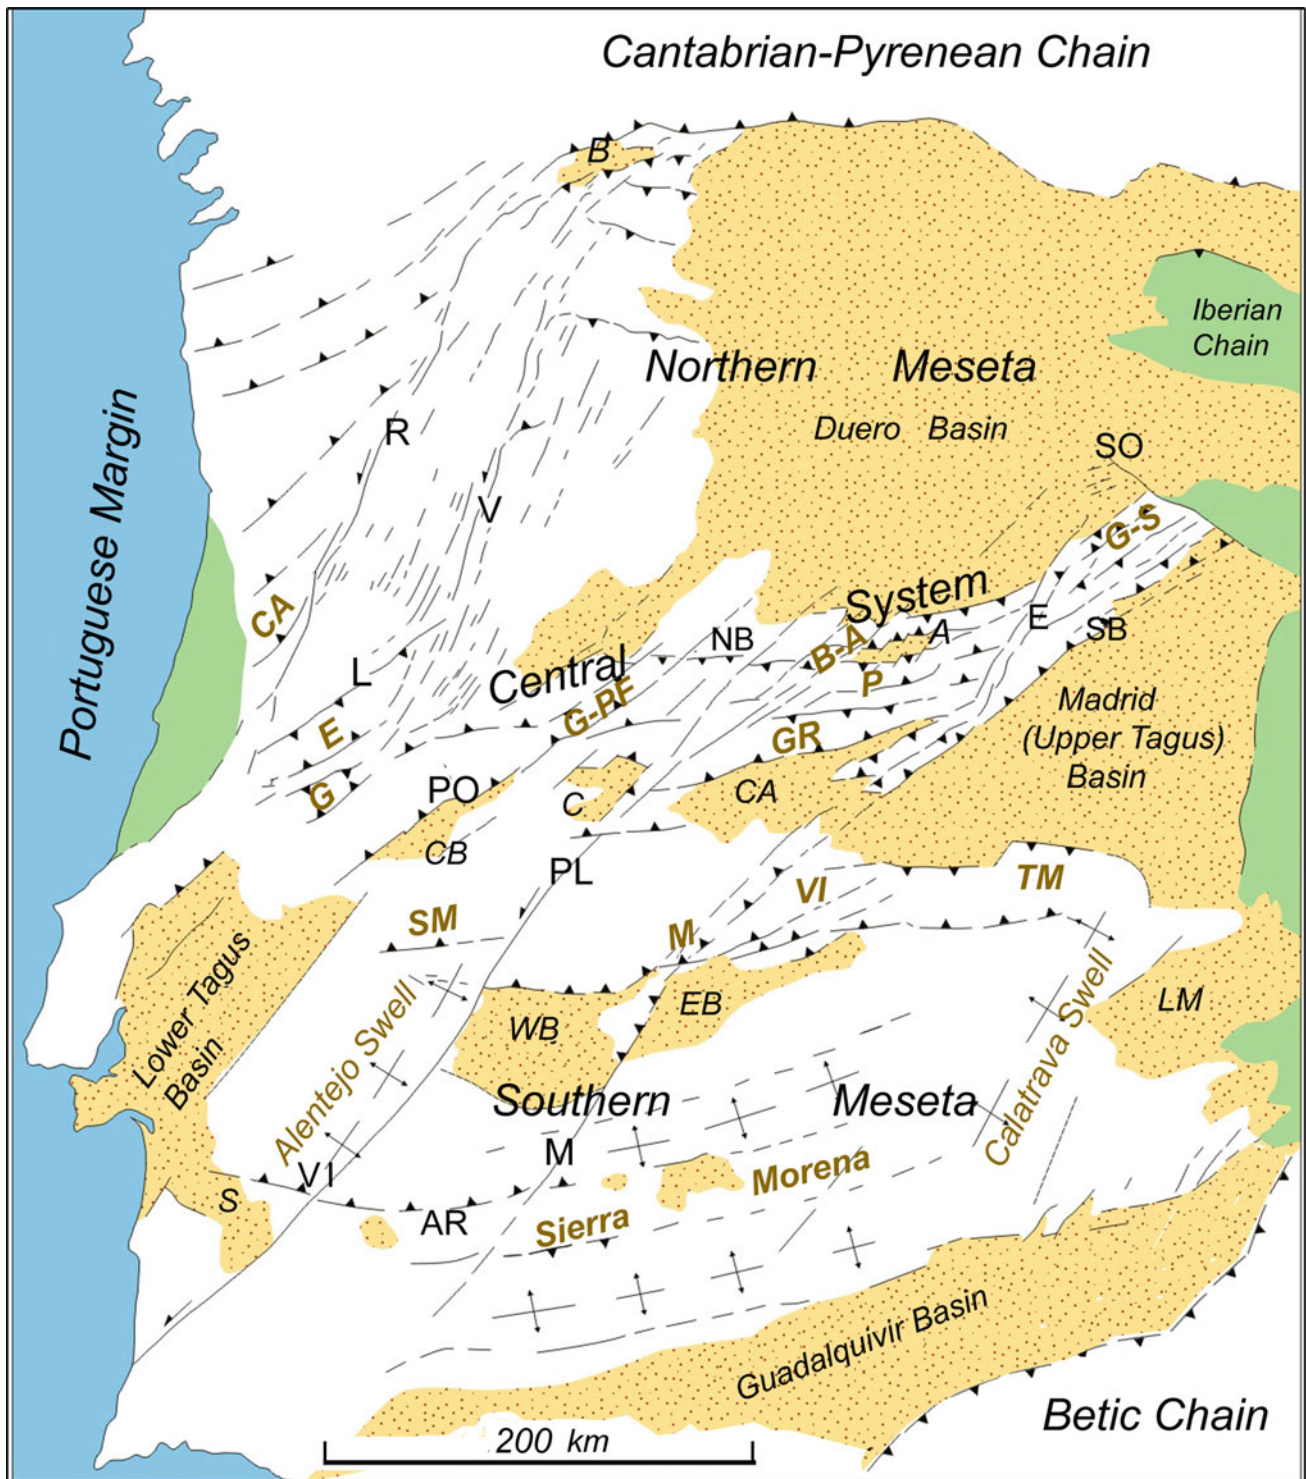 Cantabrian-Pyrenean Chain
B
Iberian
Chain
Northern Meseta
Duero Basin
Portuguese Margin
R
SO
V
G-S
CA
System
E
SB
NB
B-A
A
L
Central
P
G-PF
Madrid
(Upper Tagus)
Basin
E
GR
G
PO
C
CA
CB
PL
VI
TM
SM
M
Lower Tagus
Basin
Alentejo Swell
WB
EB
Calatrava Swell
LM
Southern Meseta
M
VI
S
AR
Sierra Morena
Guadalquivir Basin
Betic Chain
200 km